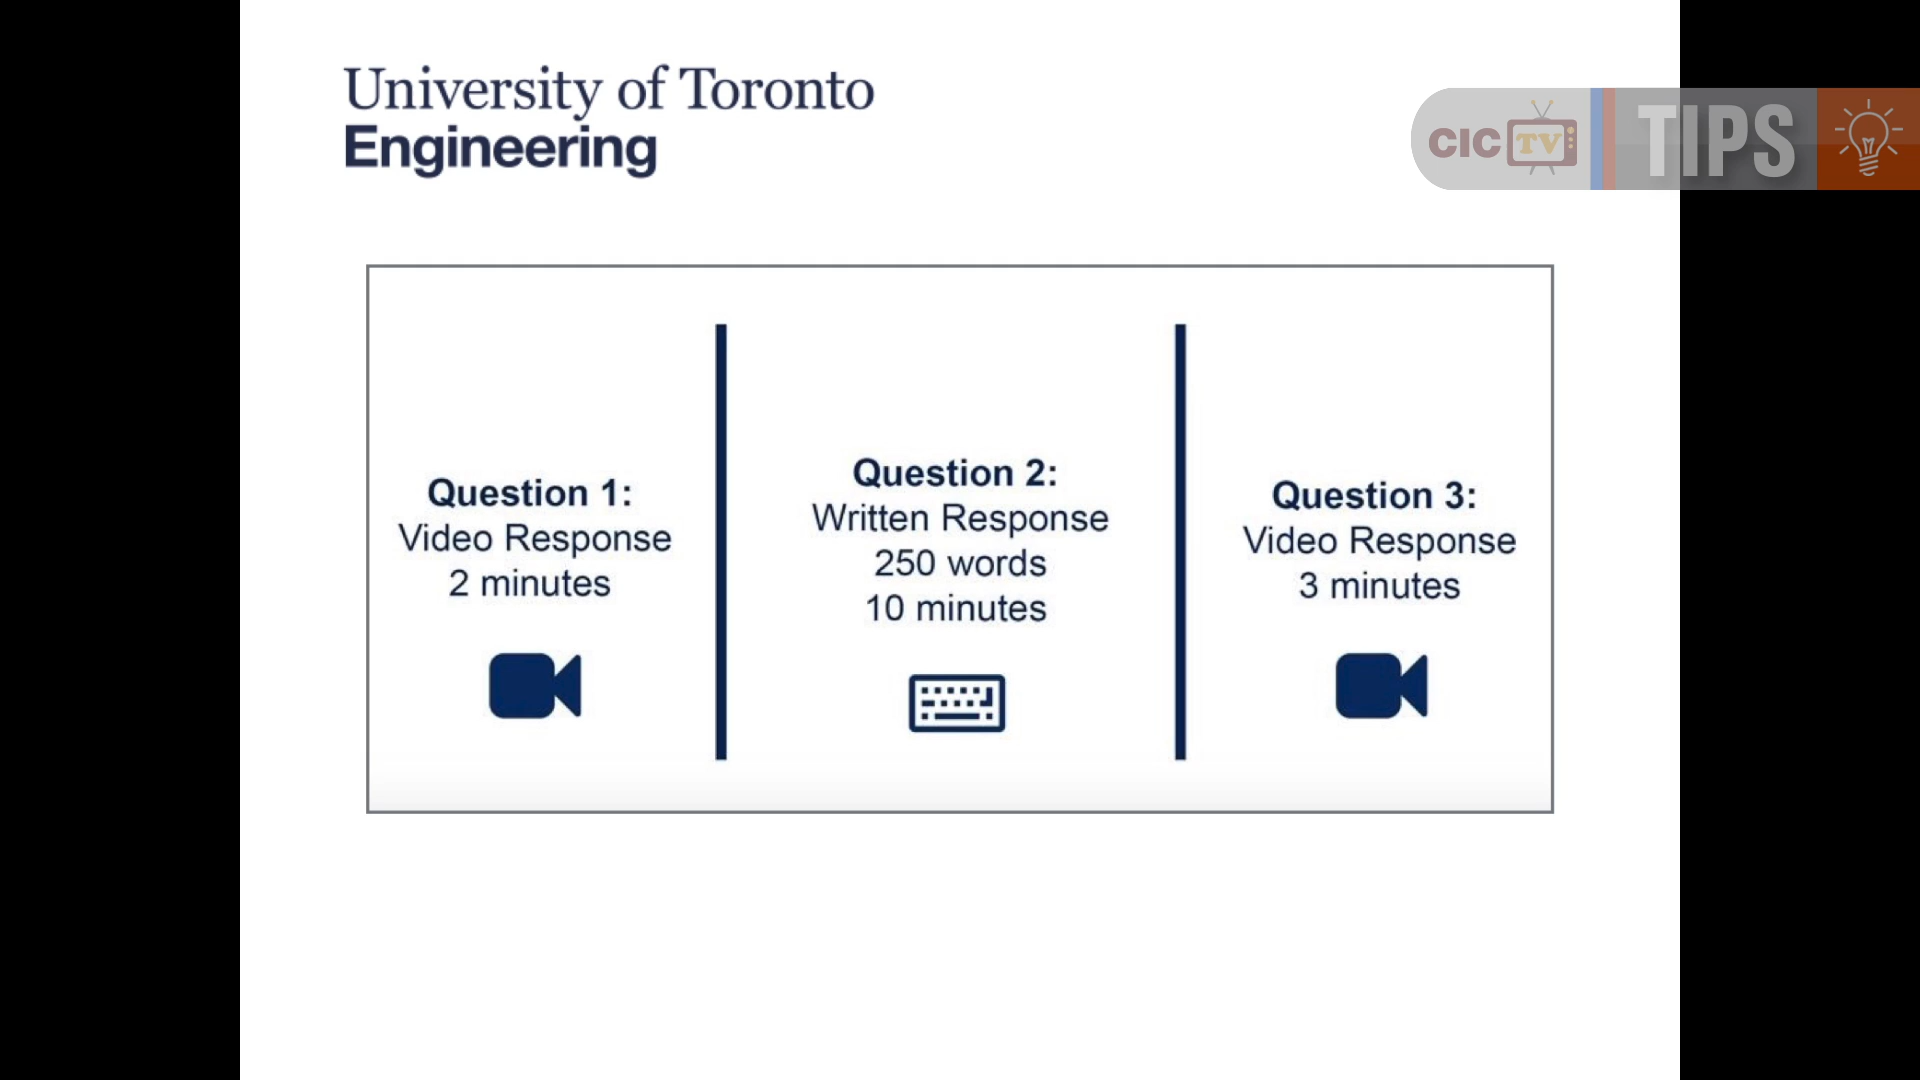 University of Toronto
Engineering
CIC TV TIPS
Question 1:
Video Response
2 minutes
Question 2:
Written Response
250 words
10 minutes
Question 3:
Video Response
3 minutes